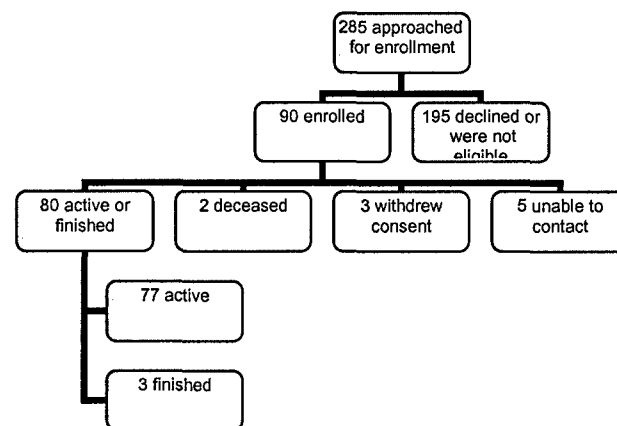 285 approached
for enrollment
90 enrolled
195 declined or
were not
eligible
80 active or
finished
2 deceased
3 withdrew
consent
5 unable to
contact
77 active
3 finished